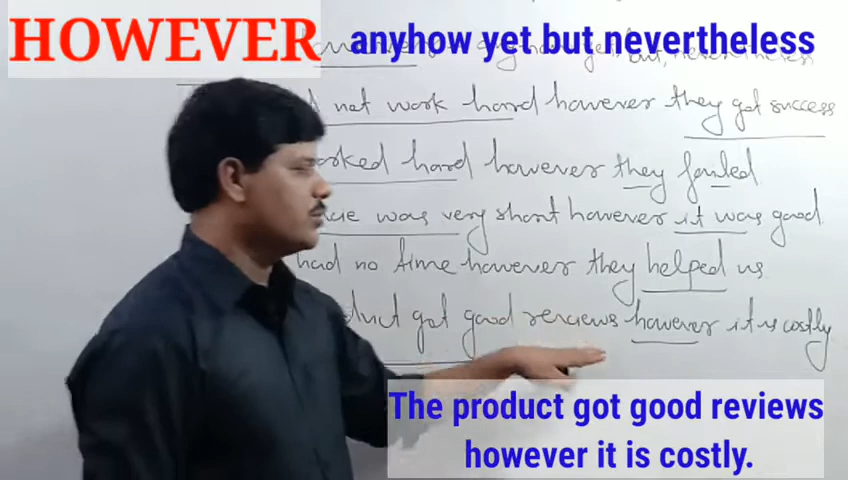 HOWEVER anyhow yet but nevertheless
not work hard however they got success
worked hard however they failed
was very short however it was good
had no time however they helped us
got good reviews however it is costly
The product got good reviews
however it is costly.